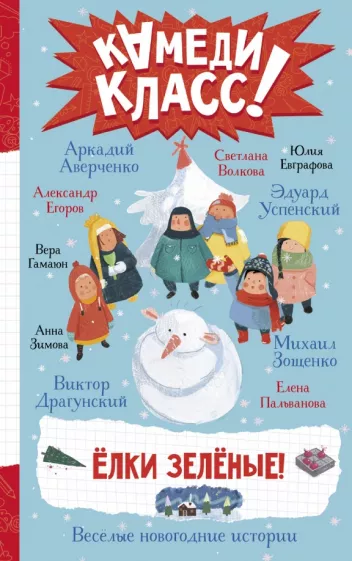 КАМЕДИ
КЛАСС!
Аркадий
Аверченко
Светлана
Волкова
Юлия
Евграфова
Александр
Егоров
Эдуард
Успенский
Вера
Гамаюн
Анна
Зимова
Михаил
Зощенко
Виктор
Драгунский
Елена
Пальванова
ЁЛКИ ЗЕЛЁНЫЕ!
Весёлые новогодние истории